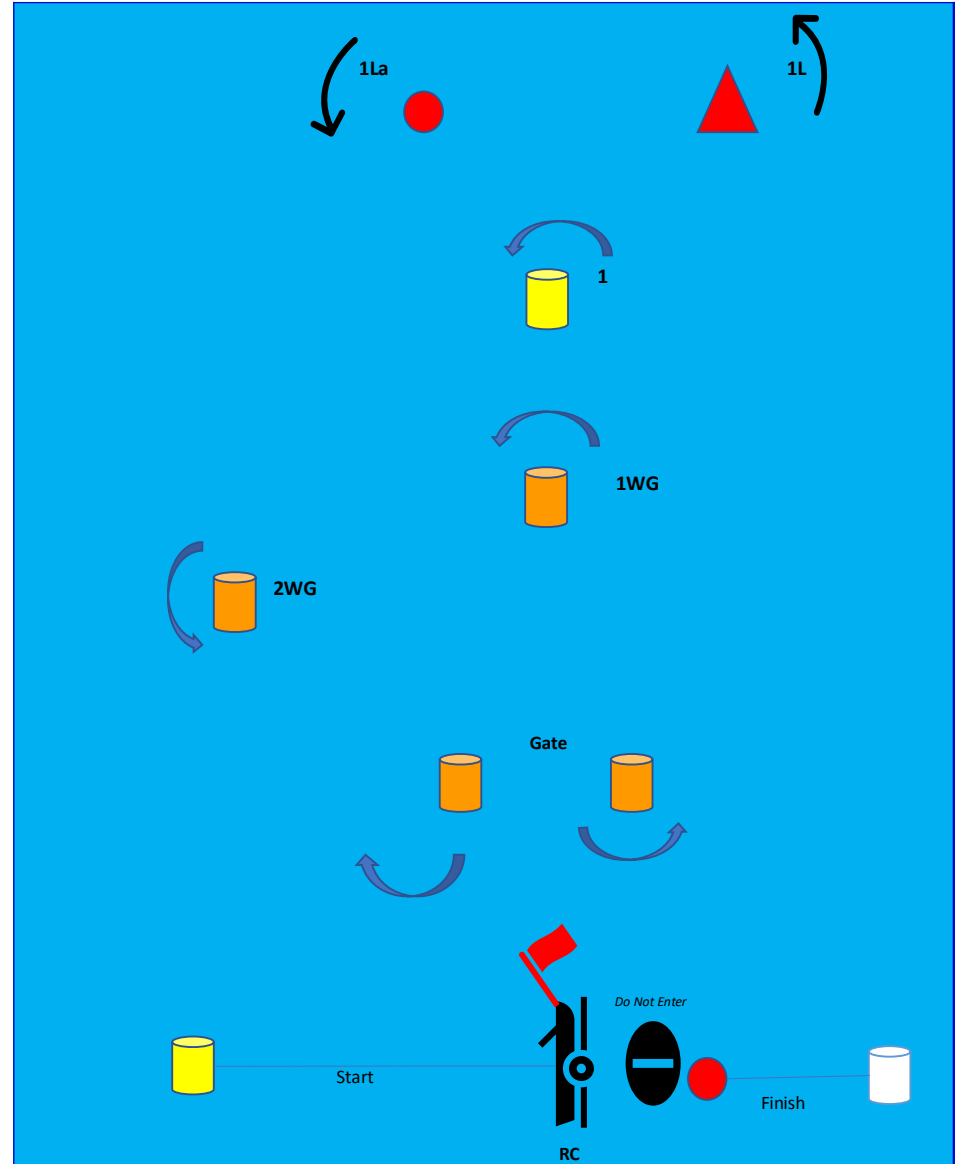 1La
1L
1
1WG
2WG
Gate
Do Not Enter
Start
Finish
RC